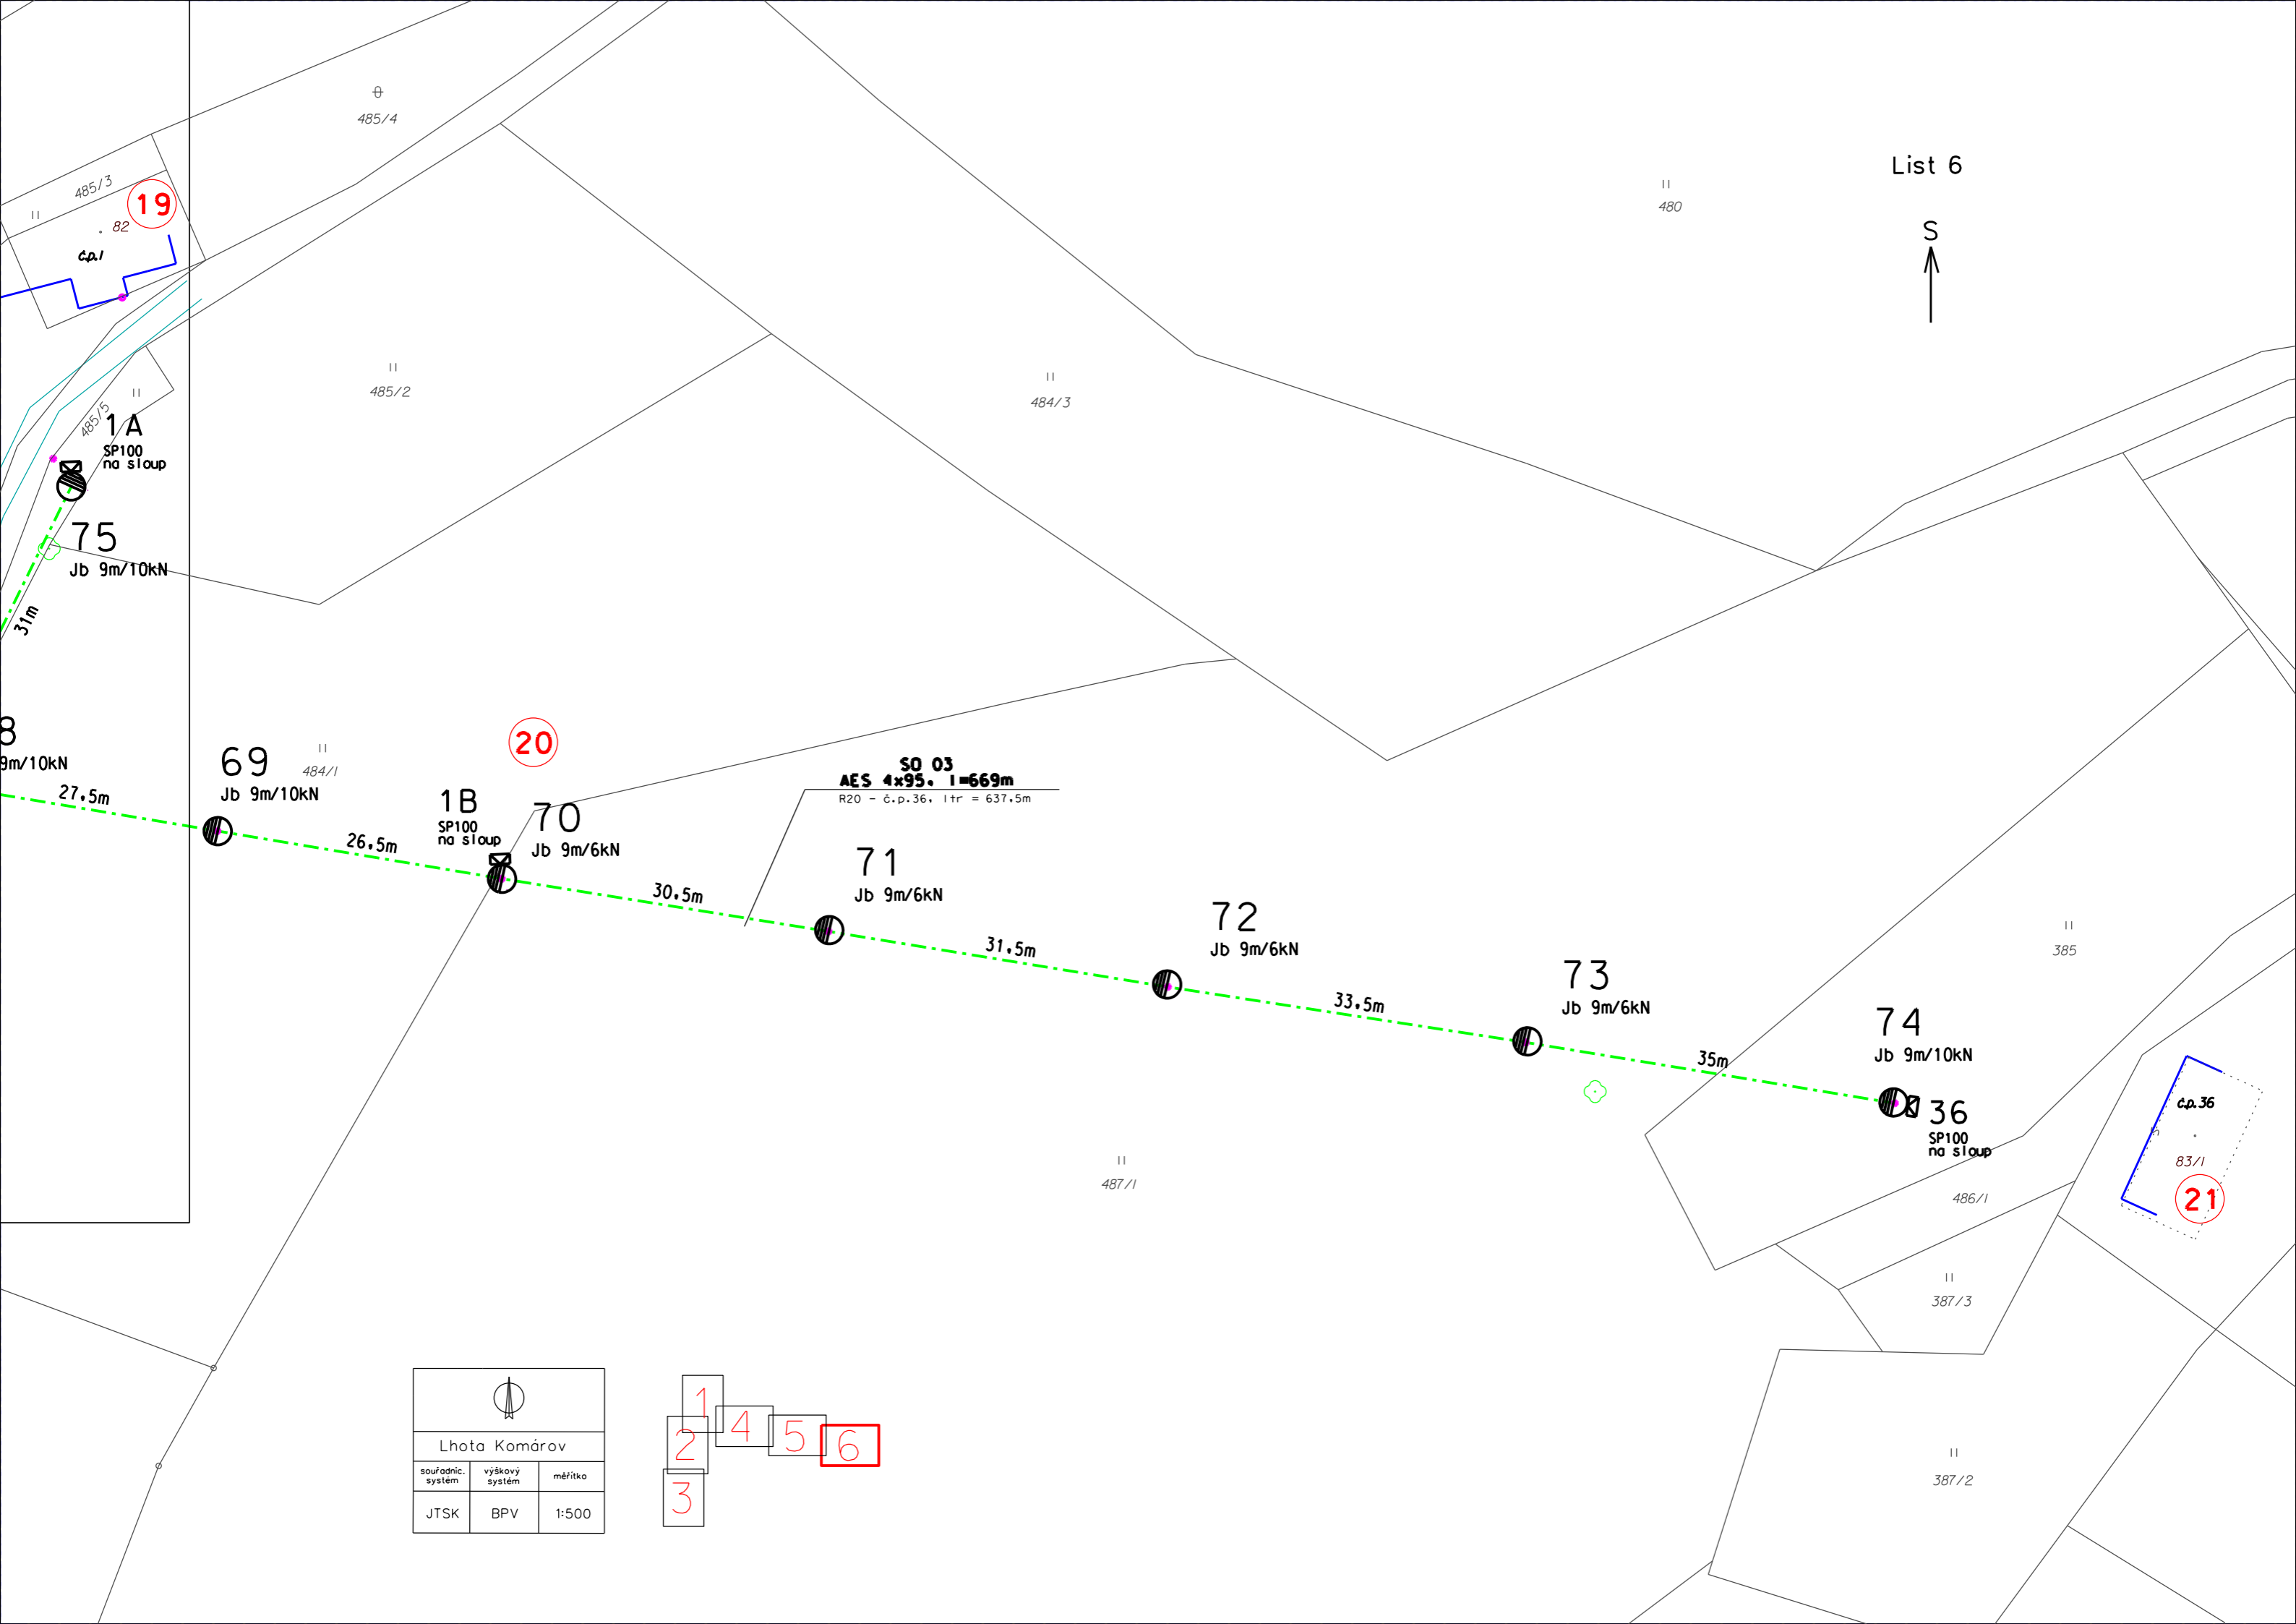 485/4
List 6
S
480
485/3
19
82
č.p.1
485/2
484/3
485/5
1A
SP100
na sloup
75
Jb 9m/10kN
31m
8
9m/10kN
27.5m
69
Jb 9m/10kN
484/1
20
26.5m
1B
SP100
na sloup
70
Jb 9m/6kN
SO 03
AES 4x95, l=669m
R20 - č.p.36, ltr = 637.5m
30.5m
71
Jb 9m/6kN
31.5m
72
Jb 9m/6kN
33.5m
73
Jb 9m/6kN
35m
385
74
Jb 9m/10kN
36
SP100
na sloup
č.p.36
83/1
21
487/1
486/1
387/3
387/2
Lhota Komárov
souřadnic. systém
výškový systém
měřítko
JTSK
BPV
1:500
1
4
2
5
6
3